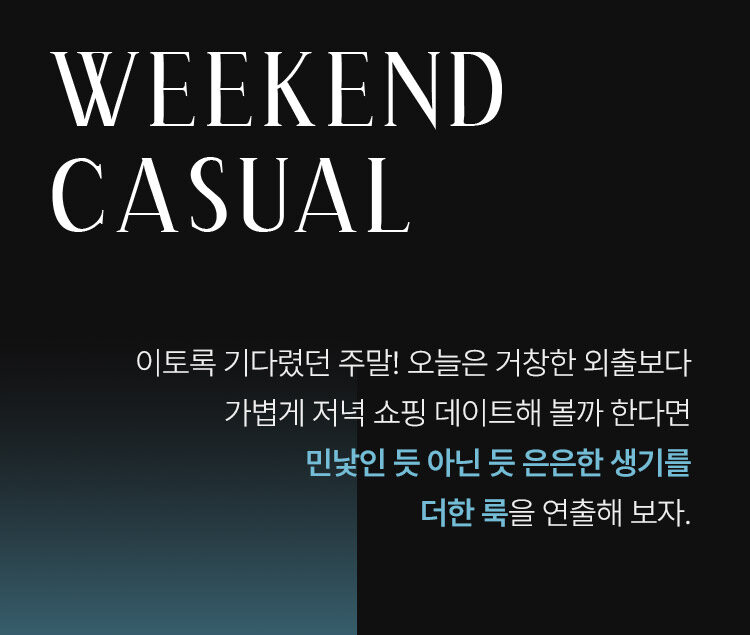 WEEKEND
CASUAL
이토록 기다렸던 주말! 오늘은 거창한 외출보다
가볍게 저녁 쇼핑 데이트해 볼까 한다면
민낯인 듯 아닌 듯 은은한 생기를
더한 룩을 연출해 보자.